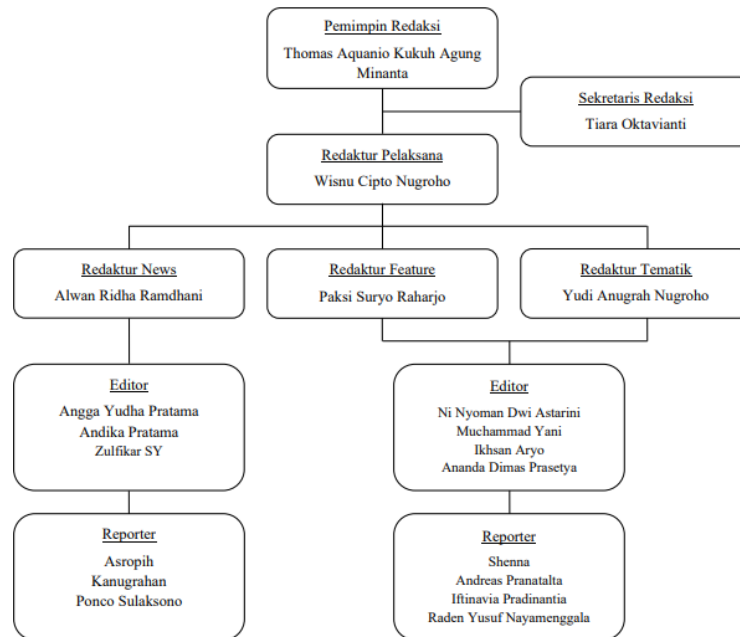 Pemimpin Redaksi
Thomas Aquanio Kukuh Agung
Minanta
Sekretaris Redaksi
Tiara Oktavianti
Redaktur Pelaksana
Wisnu Cipto Nugroho
Redaktur News
Alwan Ridha Ramdhani
Redaktur Feature
Paksi Suryo Raharjo
Redaktur Tematik
Yudi Anugrah Nugroho
Editor
Angga Yudha Pratama
Andika Pratama
Zulfikar SY
Editor
Ni Nyoman Dwi Astarini
Muchammad Yani
Ikhsan Aryo
Ananda Dimas Prasetya
Reporter
Asropih
Kanugrahan
Ponco Sulaksono
Reporter
Shenna
Andreas Pranatalta
Iftinavia Pradinantia
Raden Yusuf Nayamenggala